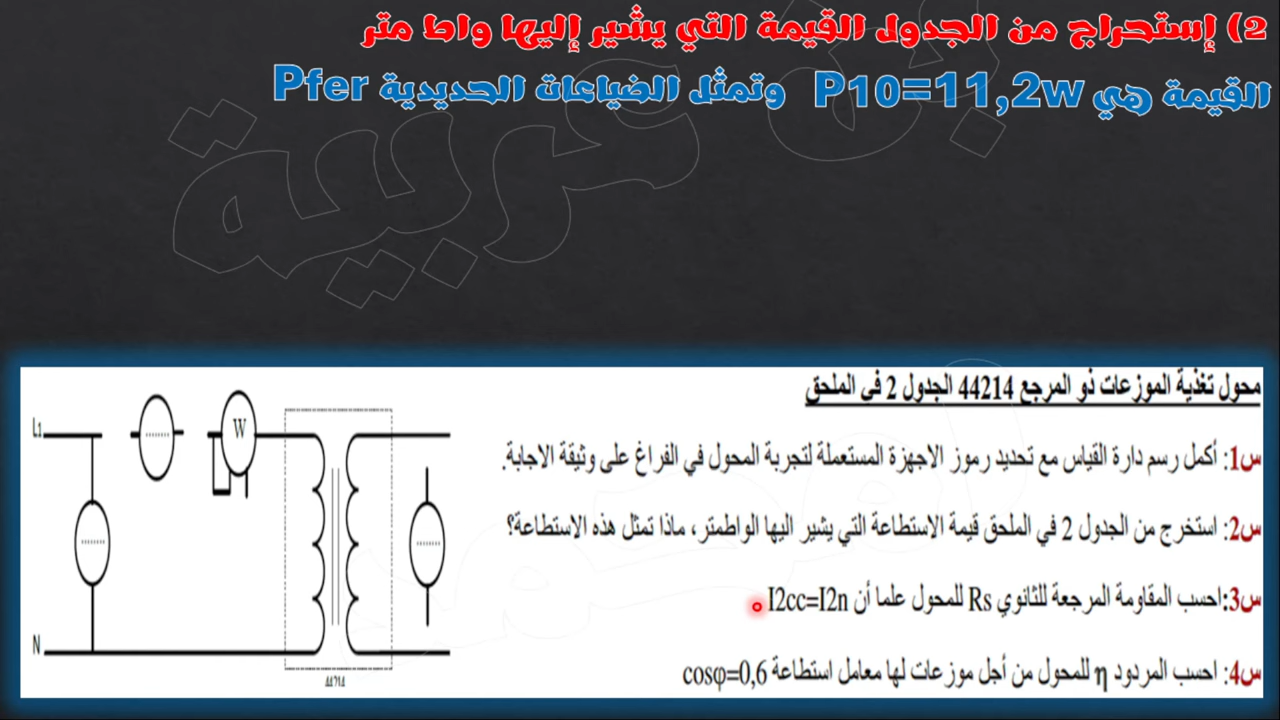 2) إستحراج من الجدول القيمة التي يشير إليها واط متر
القيمة هي P10=11,2w وتمثل الضياعات الحديدية Pfer
محول تغذية الموزعات ذو المرجع 44214 الجدول 2 في الملحق
س1: أكمل رسم دارة القياس مع تحديد رموز الاجهزة المستعملة لتجربة المحول في الفراغ على وثيقة الاجابة.
س2: استخرج من الجدول 2 في الملحق قيمة الاستطاعة التي يشير اليها الواطمتر، ماذا تمثل هذه الاستطاعة؟
س3:احسب المقاومة المرجعة للثانوي Rs للمحول علما أن I2cc=I2n
س4: احسب المردود η للمحول من أجل موزعات لها معامل استطاعة cosφ=0,6
L1
W
N
44214